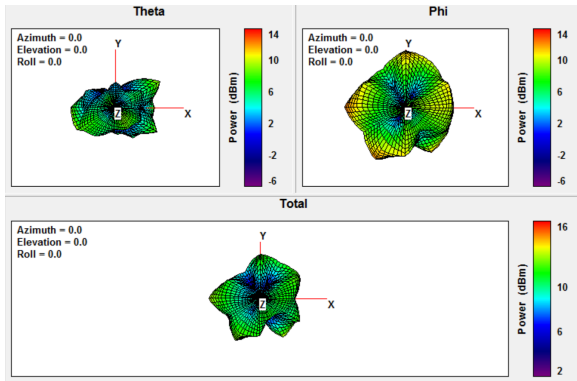 Theta
Azimuth = 0.0
Elevation = 0.0
Roll = 0.0
Y
X
Z
14
10
6
2
-2
-6
Power (dBm)
Phi
Azimuth = 0.0
Elevation = 0.0
Roll = 0.0
Y
X
Z
14
10
6
2
-2
-6
Power (dBm)
Total
Azimuth = 0.0
Elevation = 0.0
Roll = 0.0
Y
X
Z
16
10
6
2
Power (dBm)